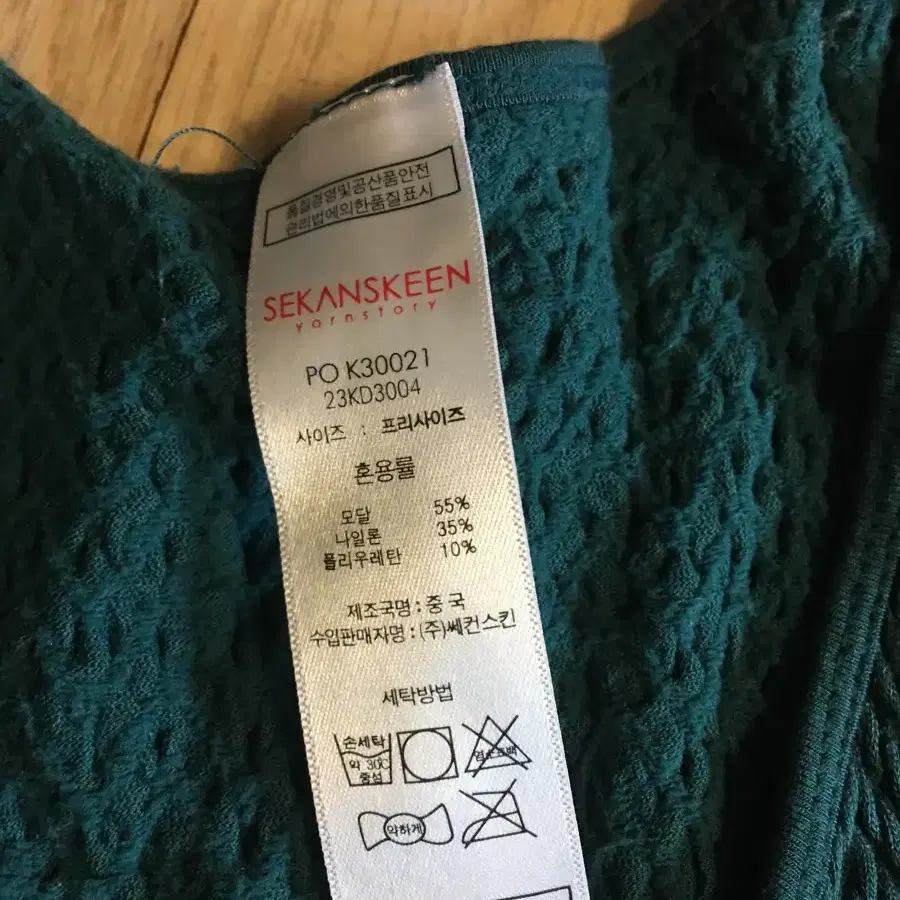 품질경영및공산품안전
관리법에의한품질표시
SEKANSKEEN
yarnstory
PO K30021
23KD3004
사이즈 : 프리사이즈
혼용률
모달 55%
나일론 35%
폴리우레탄 10%
제조국명 : 중 국
수입판매자명 : (주)쎄컨스킨
세탁방법
손세탁
약 30℃
중성
염소표백
약하게